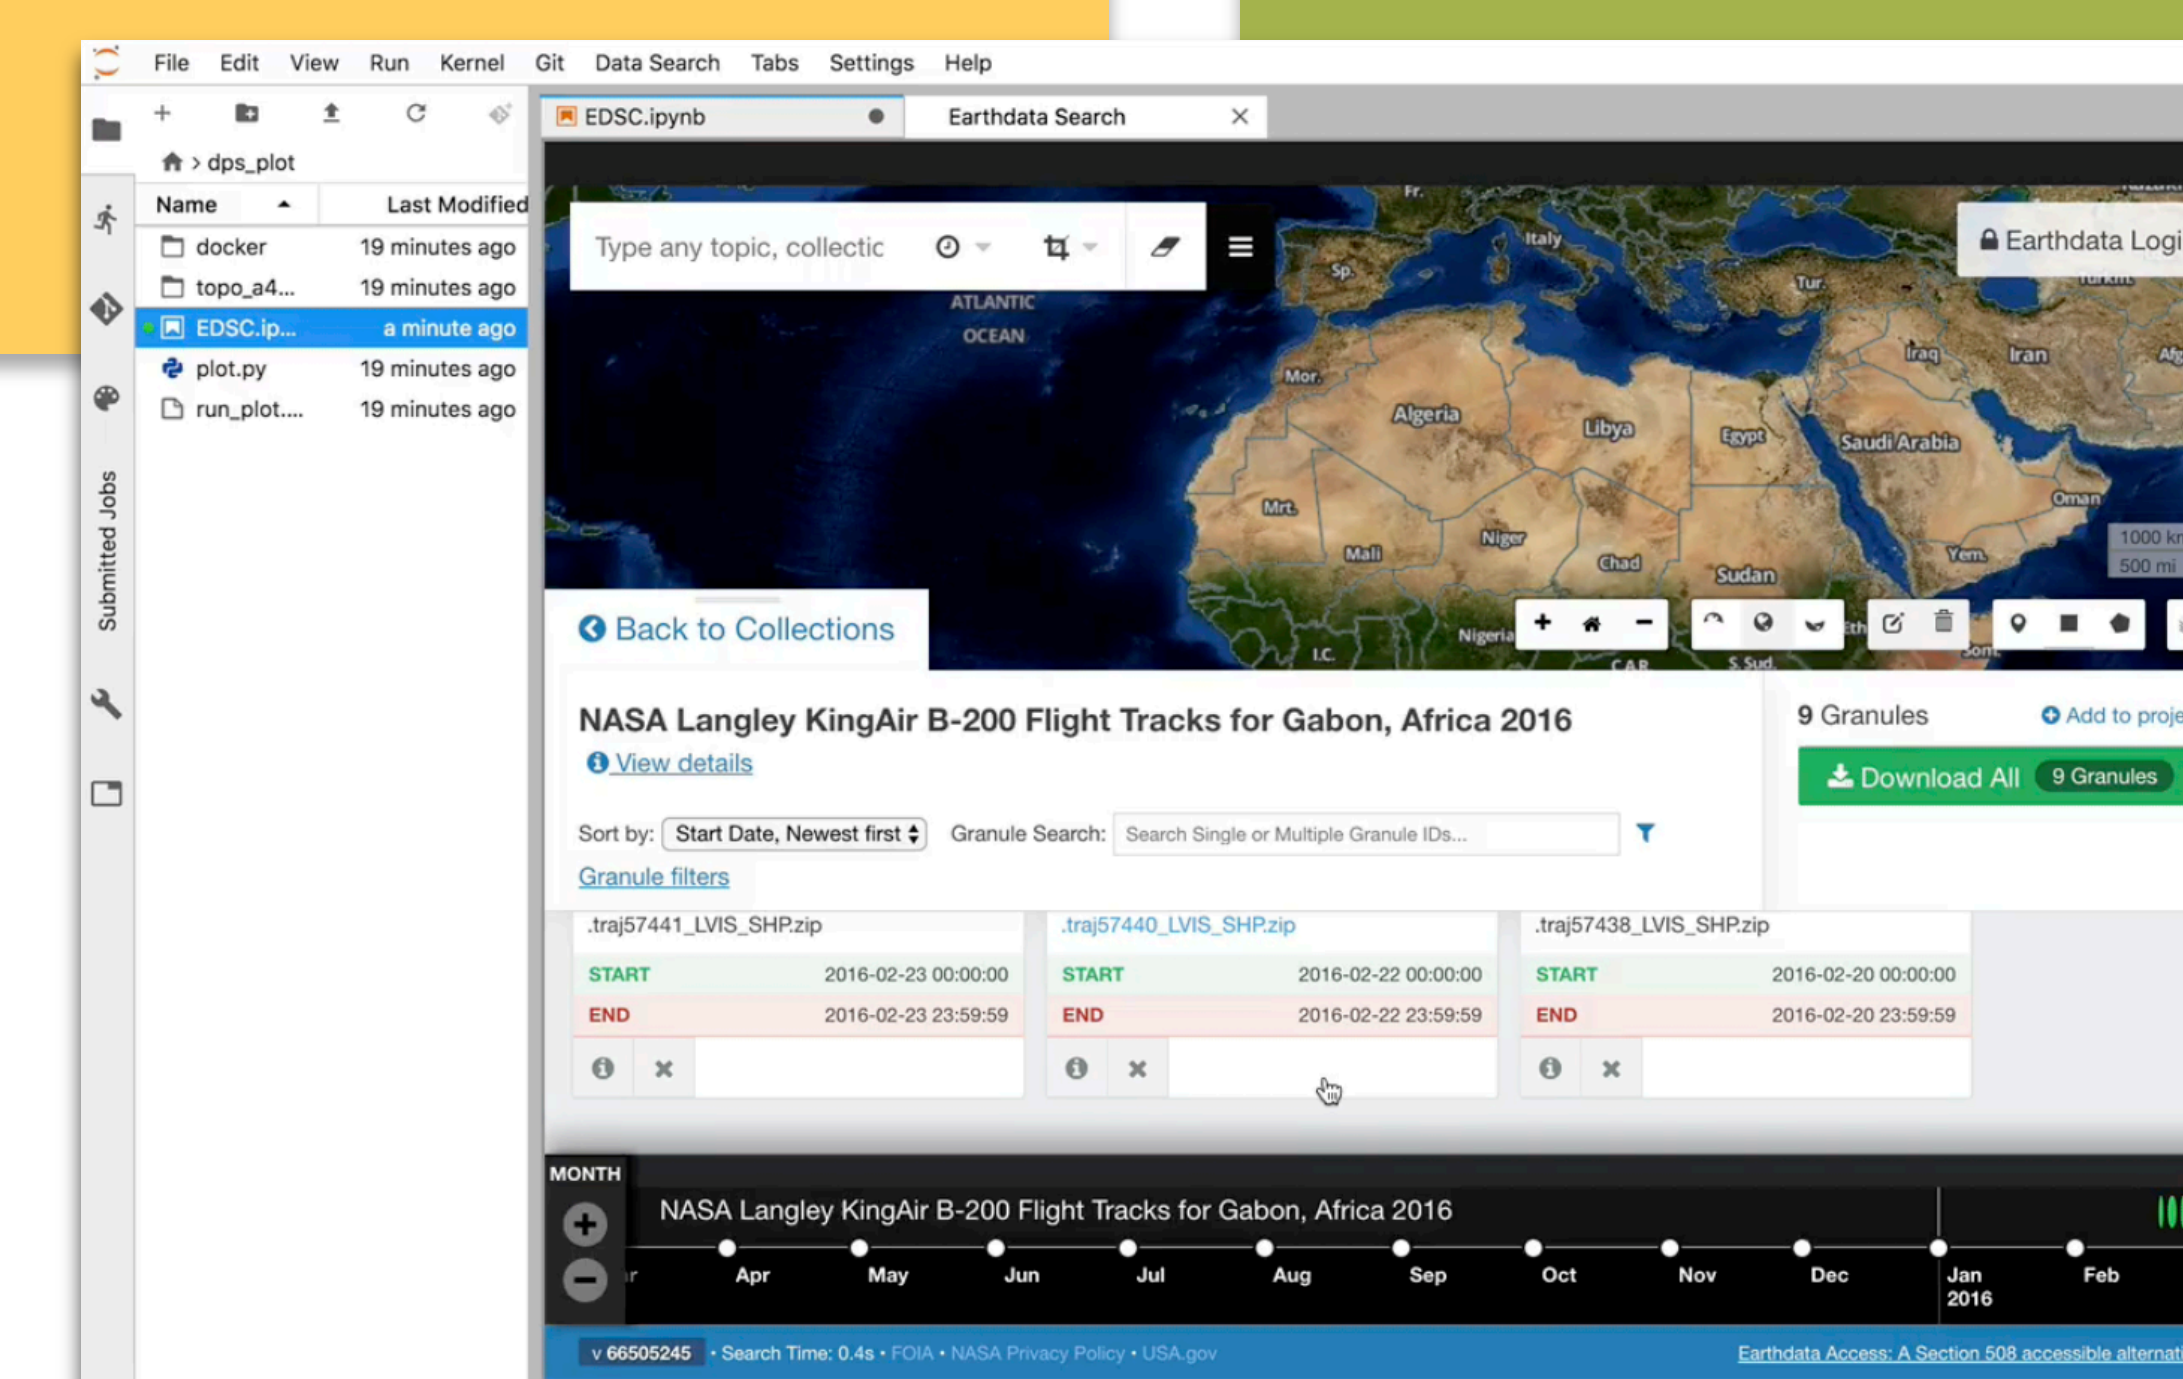 File Edit View Run Kernel Git Data Search Tabs Settings Help
EDSC.ipynb Earthdata Search
> dps_plot
Name Last Modified
docker 19 minutes ago
topo_a4... 19 minutes ago
EDSC.ip... a minute ago
plot.py 19 minutes ago
run_plot.... 19 minutes ago
Submitted Jobs
Type any topic, collectic
Earthdata Logi
Fr.
Italy
Sp.
Tur.
Turkm.
ATLANTIC
OCEAN
Iraq
Iran
Afg
Mor.
Algeria
Libya
Egypt
Saudi Arabia
Mrt.
Oman
Niger
Mali
Chad
Sudan
Yem.
1000 km
500 mi
Nigeria
Eth
I.C.
C.A.R.
S. Sud.
Som.
Back to Collections
NASA Langley KingAir B-200 Flight Tracks for Gabon, Africa 2016
View details
Sort by: Start Date, Newest first Granule Search: Search Single or Multiple Granule IDs...
Granule filters
9 Granules Add to proje
Download All 9 Granules
.traj57441_LVIS_SHP.zip
START 2016-02-23 00:00:00
END 2016-02-23 23:59:59
.traj57440_LVIS_SHP.zip
START 2016-02-22 00:00:00
END 2016-02-22 23:59:59
.traj57438_LVIS_SHP.zip
START 2016-02-20 00:00:00
END 2016-02-20 23:59:59
MONTH
NASA Langley KingAir B-200 Flight Tracks for Gabon, Africa 2016
r Apr May Jun Jul Aug Sep Oct Nov Dec Jan Feb
2016
v 66505245 • Search Time: 0.4s • FOIA • NASA Privacy Policy • USA.gov
Earthdata Access: A Section 508 accessible alternati